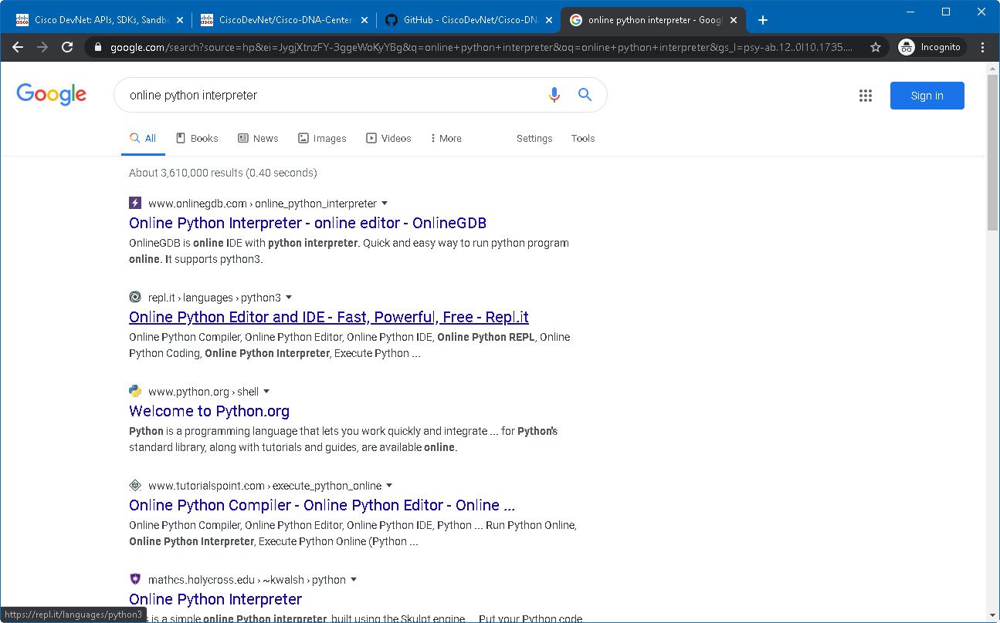 Cisco DevNet: APIs, SDKs, Sandbo
CiscoDevNet/Cisco-DNA-Center
GitHub - CiscoDevNet/Cisco-DN
online python interpreter - Googl
google.com/search?source=hp&ei=JygjXtnzFY-3ggeWoKyYBg&q=online+python+interpreter&oq=online+python+interpreter&gs_l=psy-ab.12..0l10.1735....
Incognito
Google
online python interpreter
Sign in
All
Books
News
Images
Videos
More
Settings
Tools
About 3,610,000 results (0.40 seconds)
www.onlinegdb.com › online_python_interpreter
Online Python Interpreter - online editor - OnlineGDB
OnlineGDB is online IDE with python interpreter. Quick and easy way to run python program
online. It supports python3.
repl.it › languages › python3
Online Python Editor and IDE - Fast, Powerful, Free - Repl.it
Online Python Compiler, Online Python Editor, Online Python IDE, Online Python REPL, Online
Python Coding, Online Python Interpreter, Execute Python ...
www.python.org › shell
Welcome to Python.org
Python is a programming language that lets you work quickly and integrate ... for Python's
standard library, along with tutorials and guides, are available online.
www.tutorialspoint.com › execute_python_online
Online Python Compiler - Online Python Editor - Online ...
Online Python Compiler, Online Python Editor, Online Python IDE, Python ... Run Python Online,
Online Python Interpreter, Execute Python Online (Python ...
mathcs.holycross.edu › ~kwalsh › python
Online Python Interpreter
is a simple online Python interpreter, built using the Skulpt engine. ... Put your Python code
https://repl.it/languages/python3